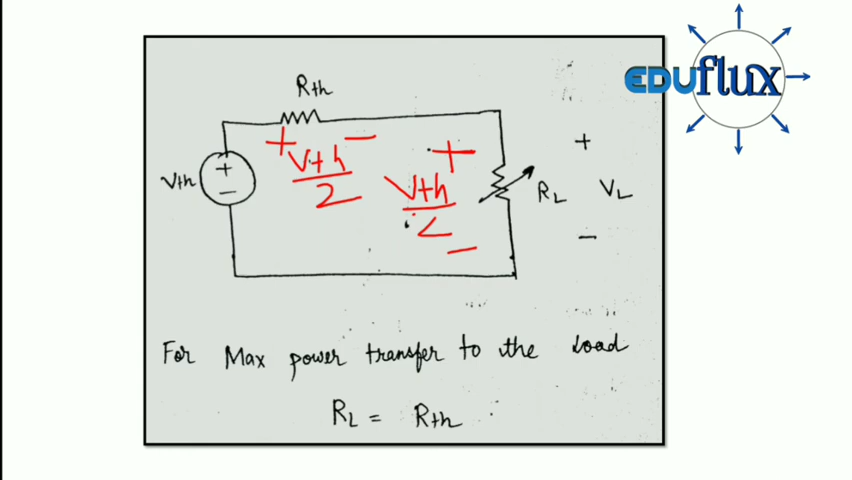 EDUflux
Rth
+ −
Vth
2
+
Vth
+
−
Vth
2
−
RL
+
VL
−
For Max power transfer to the Load
RL = Rth